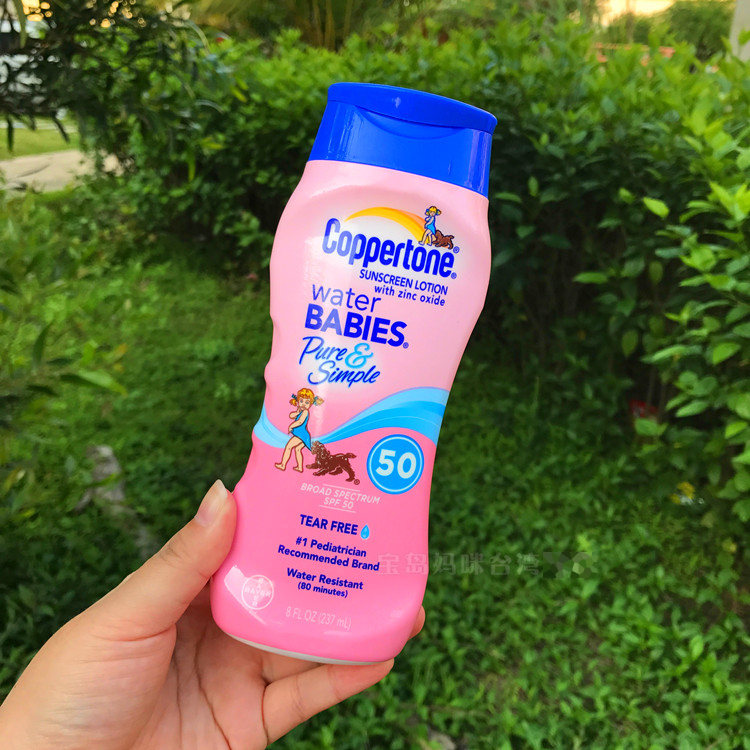 Coppertone®
SUNSCREEN LOTION
with zinc oxide
water
BABIES®
Pure &
Simple
50
BROAD SPECTRUM
SPF 50
TEAR FREE
#1 Pediatrician
Recommended Brand
Water Resistant
(80 minutes)
BAYER
8 FL OZ (237 mL)
宝岛妈咪台湾